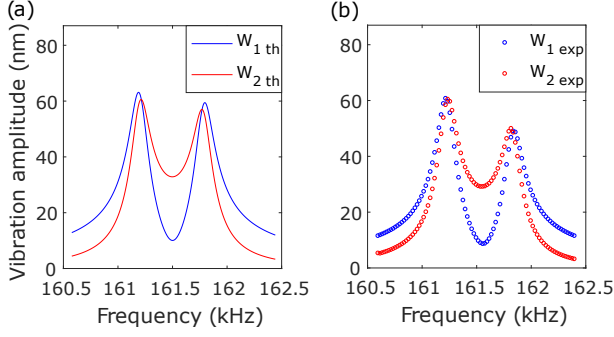 (a)
Vibration amplitude (nm)
80
60
40
20
0
W1 th
W2 th
160.5 161 161.5 162 162.5
Frequency (kHz)
(b)
80
60
40
20
0
W1 exp
W2 exp
160.5 161 161.5 162 162.5
Frequency (kHz)